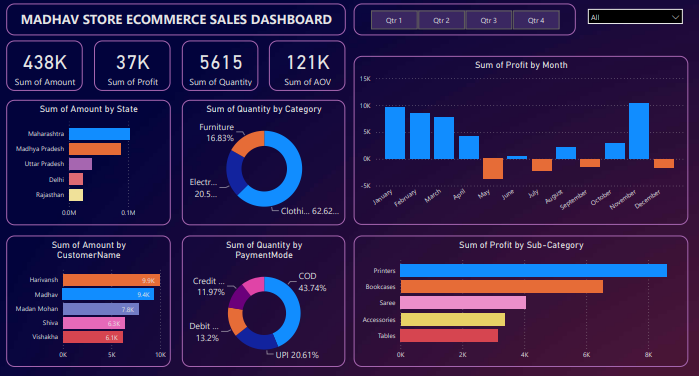 MADHAV STORE ECOMMERCE SALES DASHBOARD
Qtr 1
Qtr 2
Qtr 3
Qtr 4
All
438K
Sum of Amount
37K
Sum of Profit
5615
Sum of Quantity
121K
Sum of AOV
Sum of Profit by Month
15K
10K
5K
0K
-5K
January
February
March
April
May
June
July
August
September
October
November
December
Sum of Amount by State
Maharashtra
Madhya Pradesh
Uttar Pradesh
Delhi
Rajasthan
0.0M
0.1M
Sum of Quantity by Category
Furniture
16.83%
Electr...
20.5...
Clothi... 62.62...
Sum of Amount by
CustomerName
Harivansh
9.9K
Madhav
9.4K
Madan Mohan
7.8K
Shiva
6.3K
Vishakha
6.1K
0K
5K
10K
Sum of Quantity by
PaymentMode
Credit ...
11.97%
COD
43.74%
Debit ...
13.2%
UPI 20.61%
Sum of Profit by Sub-Category
Printers
Bookcases
Saree
Accessories
Tables
0K
2K
4K
6K
8K